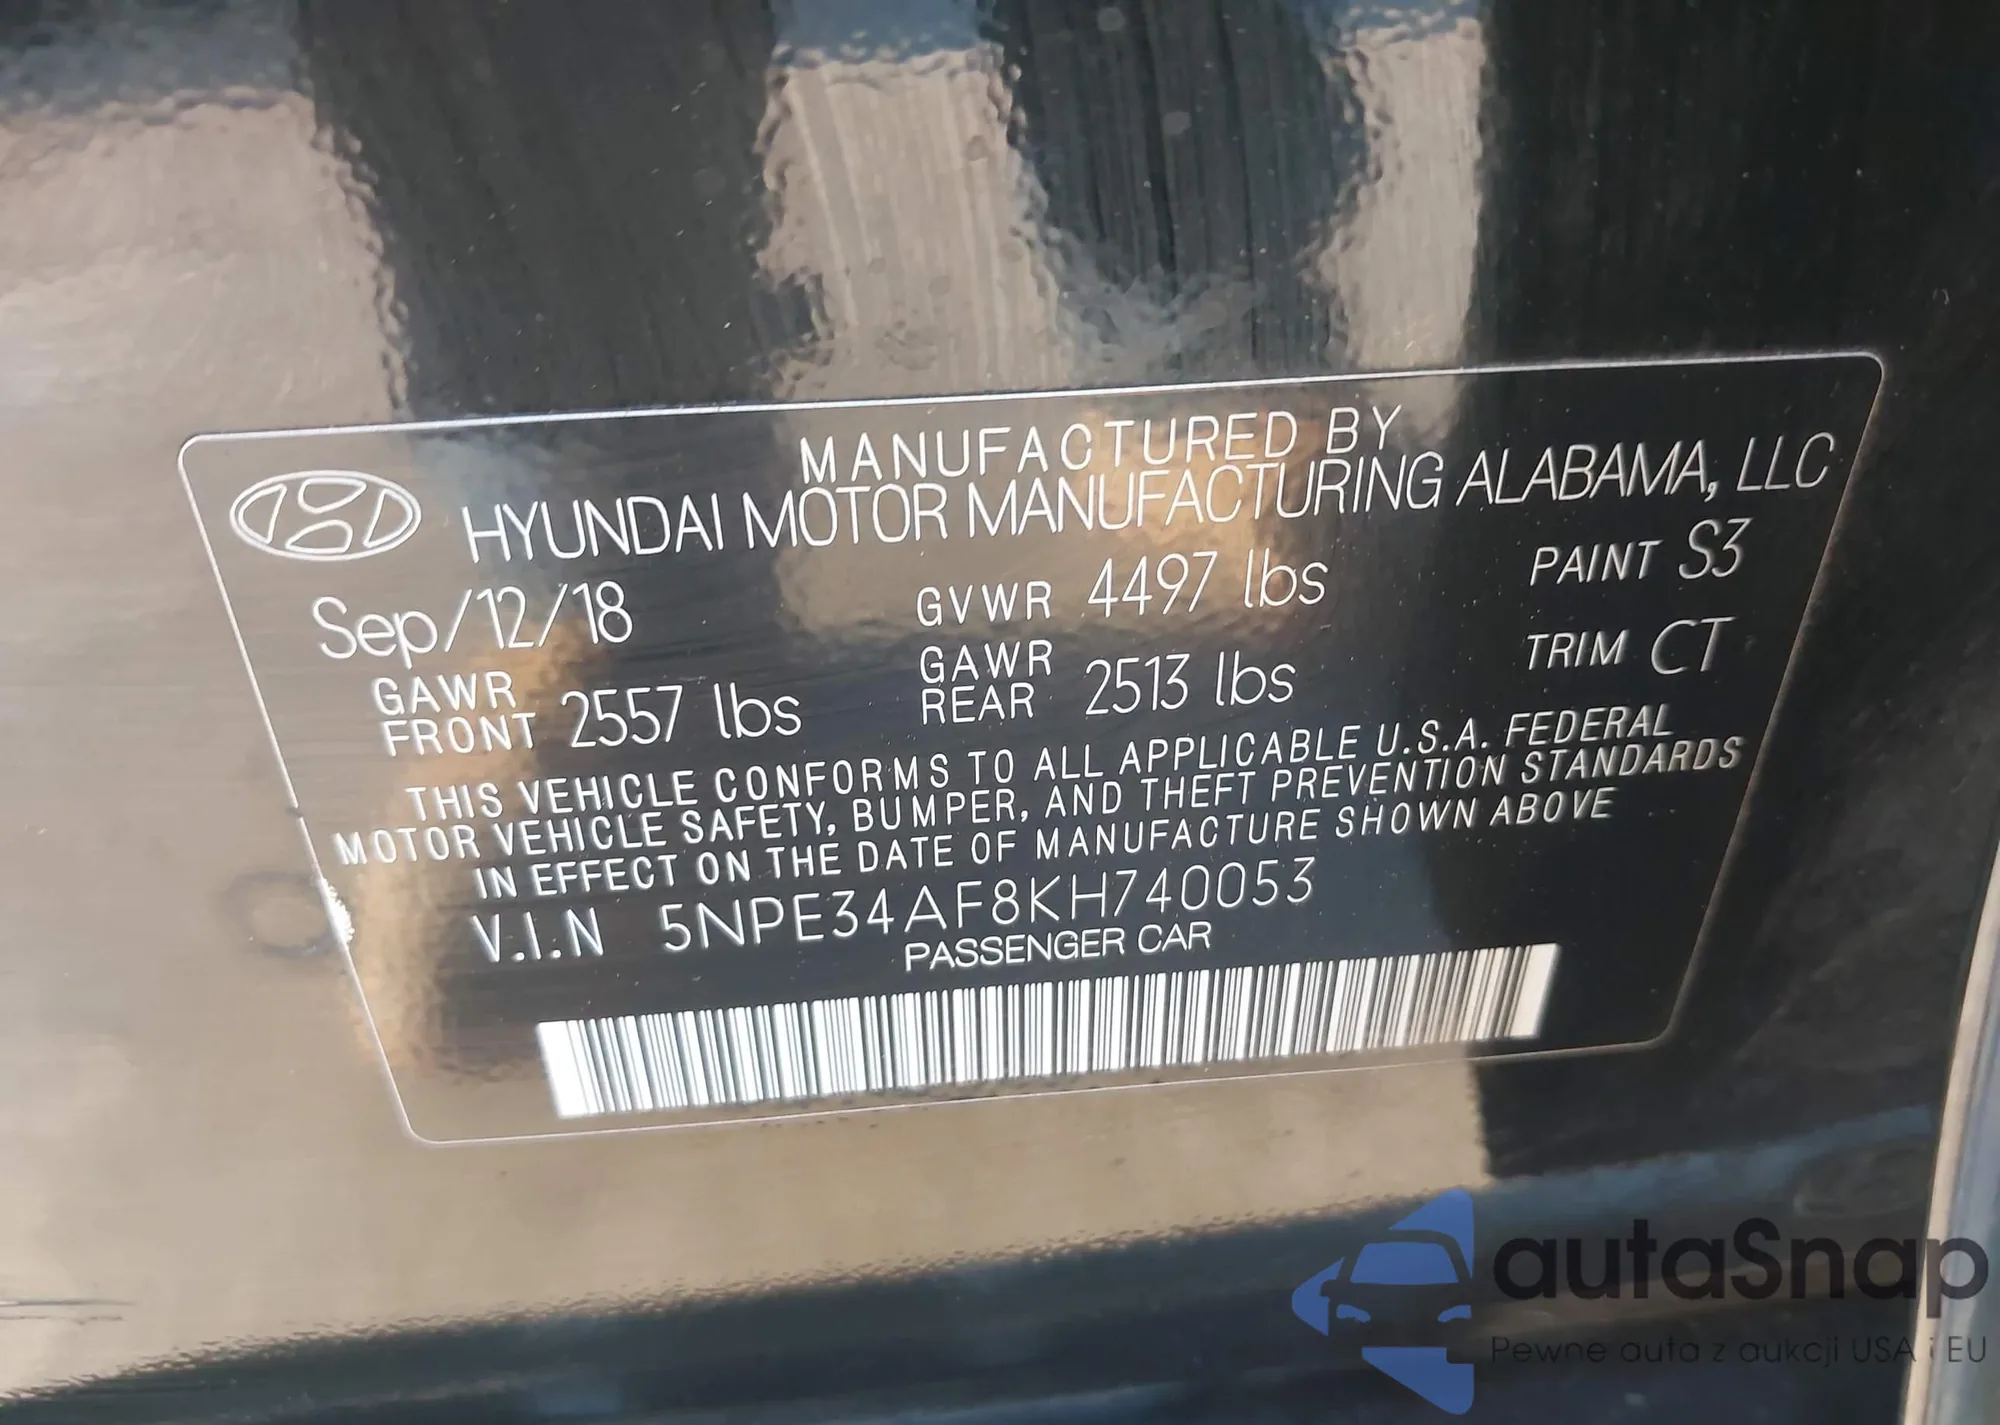 MANUFACTURED BY
HYUNDAI MOTOR MANUFACTURING ALABAMA, LLC
Sep/12/18 GVWR 4497 lbs PAINT S3
GAWR FRONT 2557 lbs GAWR REAR 2513 lbs TRIM CT
THIS VEHICLE CONFORMS TO ALL APPLICABLE U.S.A. FEDERAL
MOTOR VEHICLE SAFETY, BUMPER, AND THEFT PREVENTION STANDARDS
IN EFFECT ON THE DATE OF MANUFACTURE SHOWN ABOVE
V.I.N 5NPE34AF8KH740053
PASSENGER CAR
autaSnap
Pewne auta z aukcji USA i EU